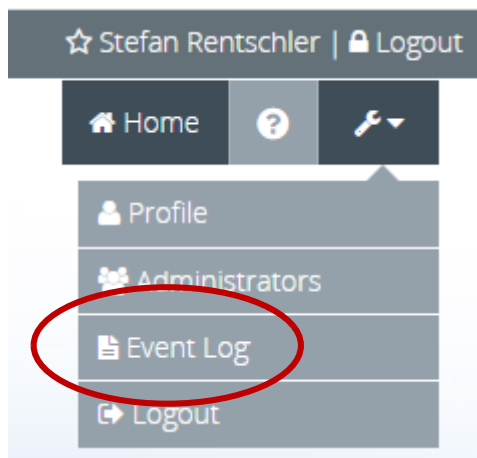 Stefan Rentschler | Logout
Home ?
Profile
Administrators
Event Log
Logout